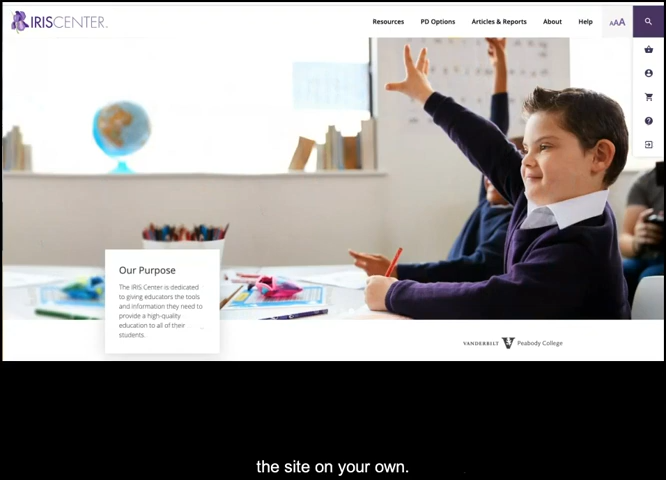 IRISCENTER
Resources PD Options Articles & Reports About Help AAA
Our Purpose
The IRIS Center is dedicated
to giving educators the tools
and information they need to
provide a high-quality
education to all of their
students.
VANDERBILT V Peabody College
the site on your own.